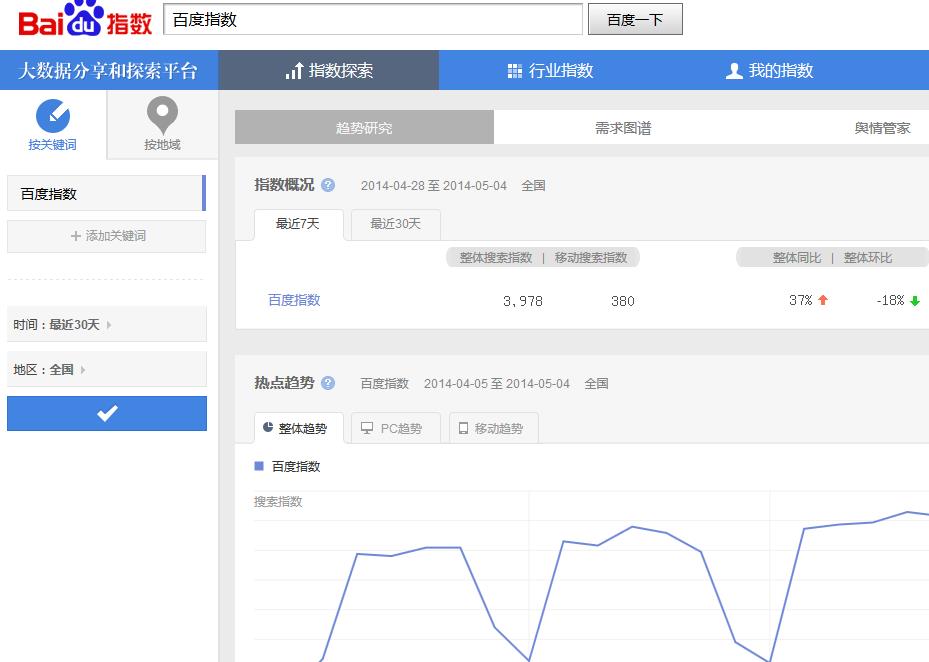 Bai du 指数
百度指数
百度一下
大数据分享和探索平台
指数探索
行业指数
我的指数
按关键词
按地域
趋势研究
需求图谱
舆情管家
百度指数
+ 添加关键词
时间：最近30天
地区：全国
指数概况 ? 2014-04-28 至 2014-05-04 全国
最近7天 最近30天
整体搜索指数 | 移动搜索指数 整体同比 | 整体环比
百度指数 3,978 380 37% -18%
热点趋势 ? 百度指数 2014-04-05 至 2014-05-04 全国
整体趋势 PC趋势 移动趋势
百度指数
搜索指数